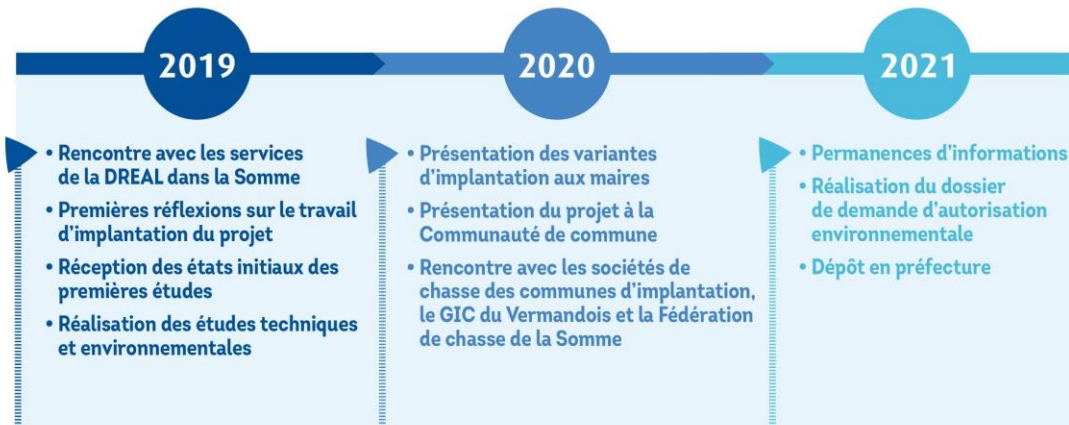 2019
• Rencontre avec les services
de la DREAL dans la Somme
• Premières réflexions sur le travail
d'implantation du projet
• Réception des états initiaux des
premières études
• Réalisation des études techniques
et environnementales
2020
• Présentation des variantes
d'implantation aux maires
• Présentation du projet à la
Communauté de commune
• Rencontre avec les sociétés de
chasse des communes d'implantation,
le GIC du Vermandois et la Fédération
de chasse de la Somme
2021
• Permanences d'informations
• Réalisation du dossier
de demande d'autorisation
environnementale
• Dépôt en préfecture